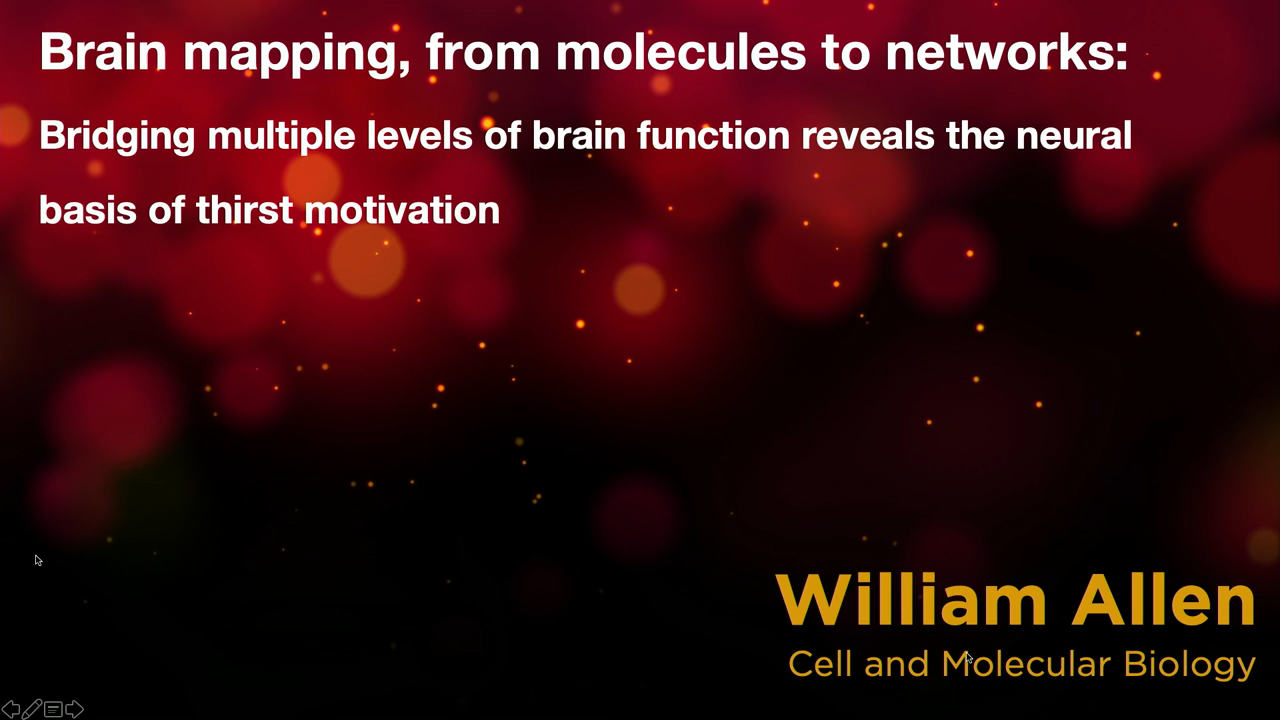 Brain mapping, from molecules to networks:
Bridging multiple levels of brain function reveals the neural
basis of thirst motivation
William Allen
Cell and Molecular Biology